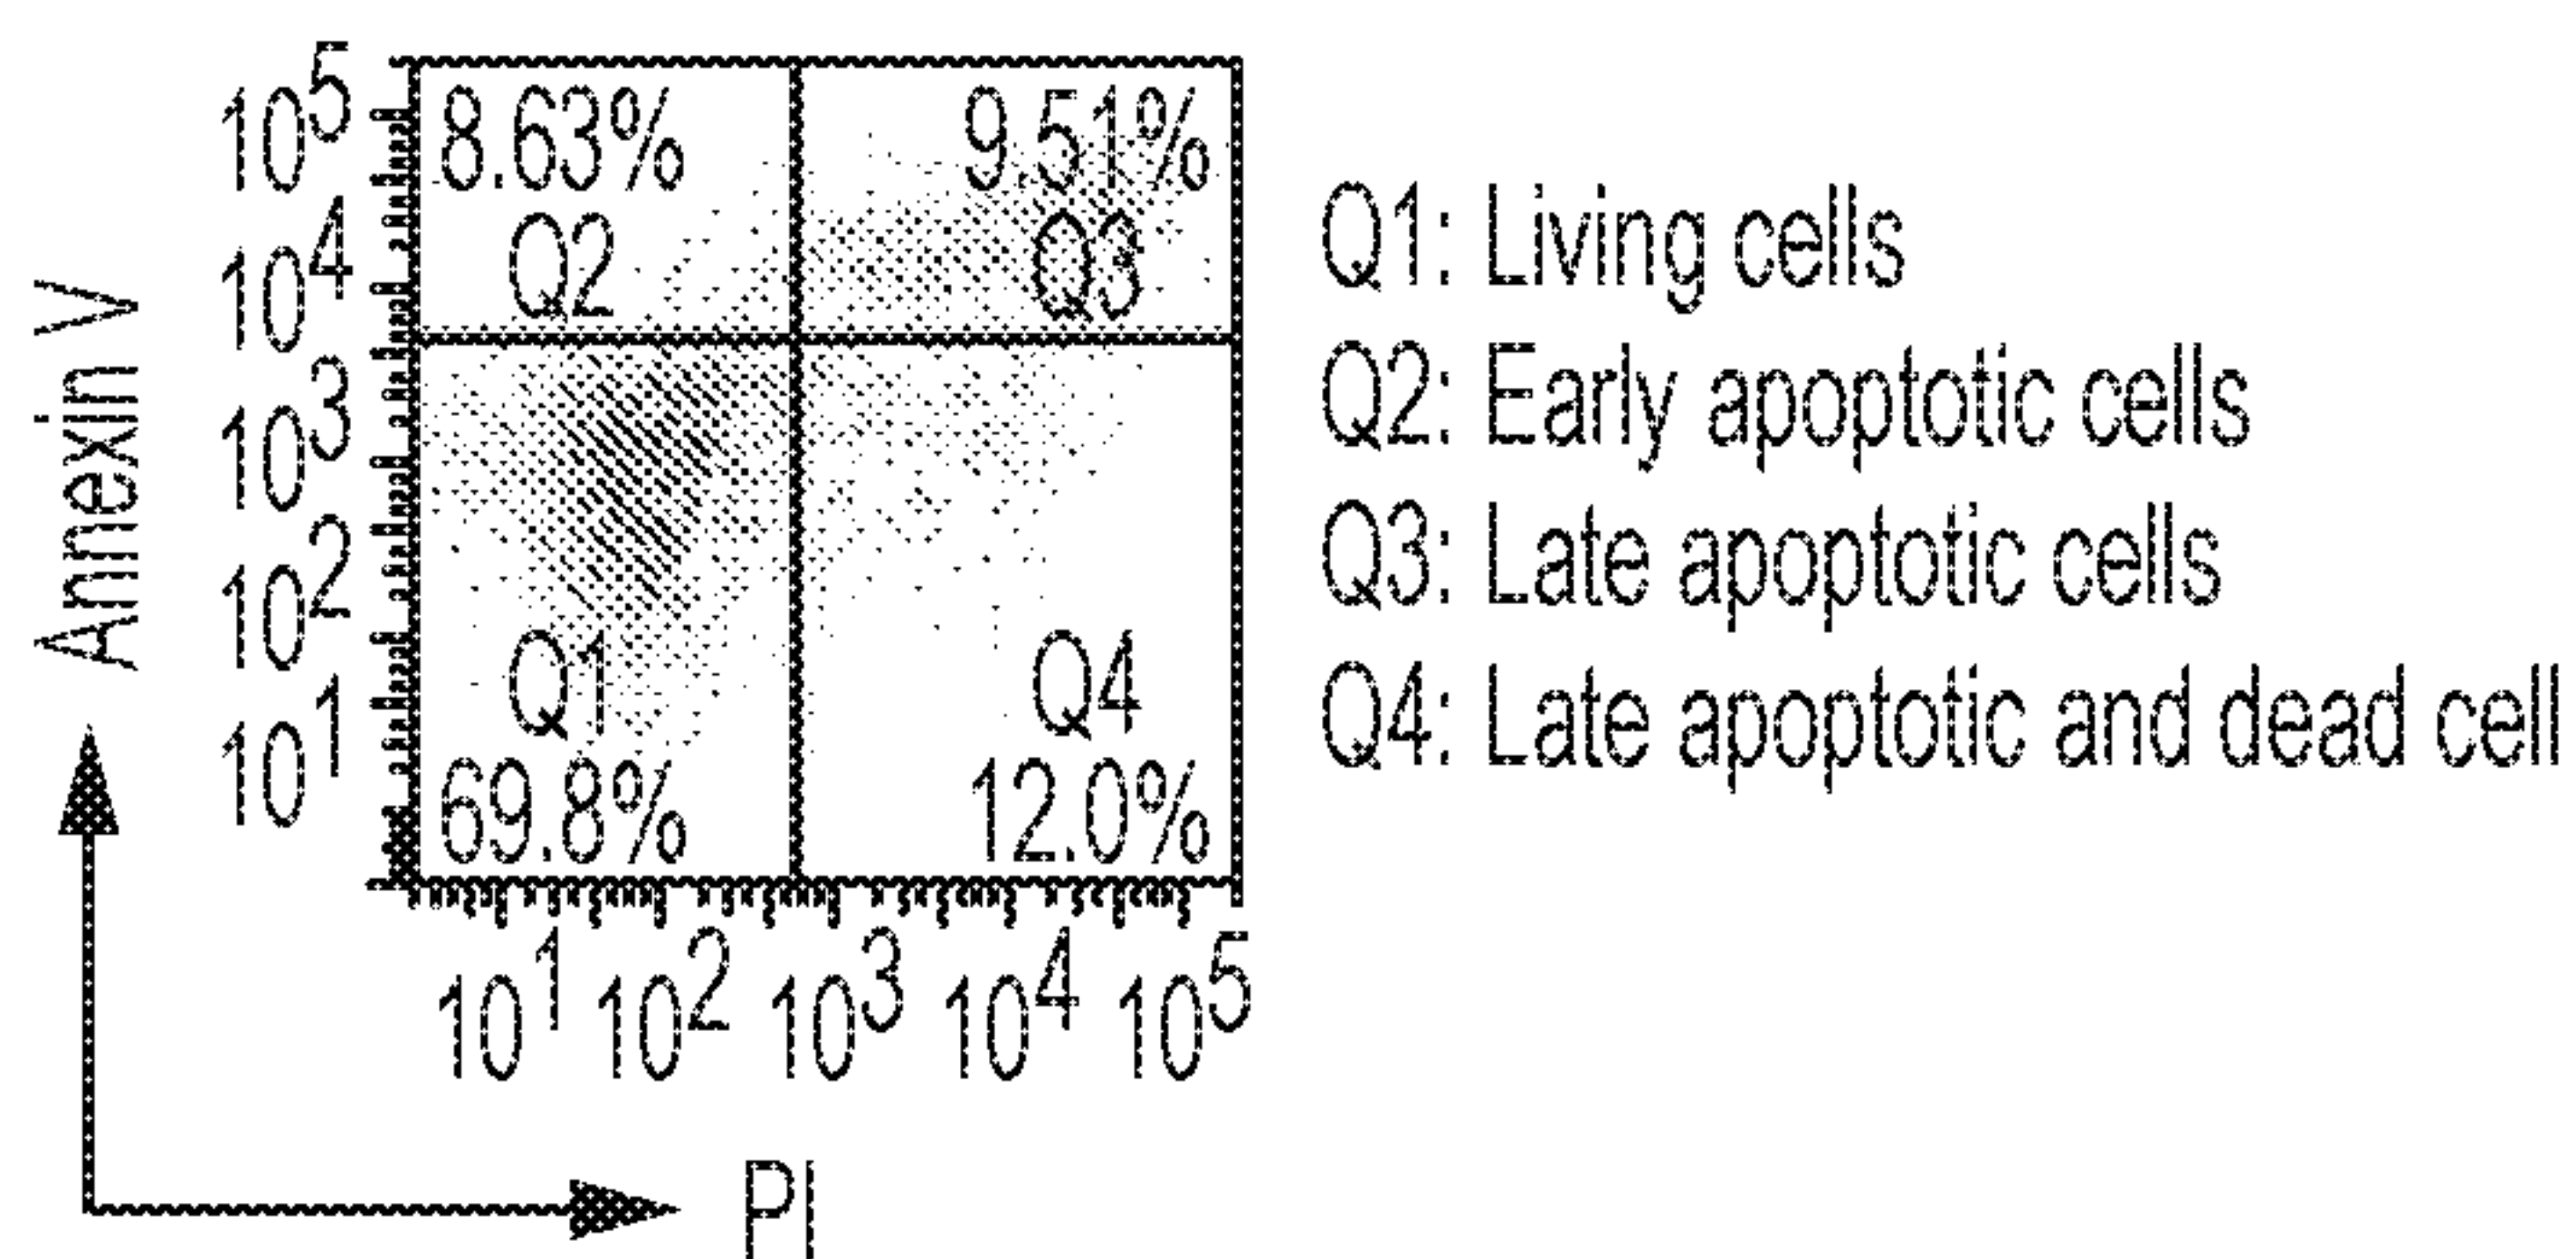 10^5
10^4
10^3
10^2
10^1
Annexin V
8.63%
Q2
9.51%
Q3
Q1
69.8%
Q4
12.0%
10^1 10^2 10^3 10^4 10^5
PI
Q1: Living cells
Q2: Early apoptotic cells
Q3: Late apoptotic cells
Q4: Late apoptotic and dead cell